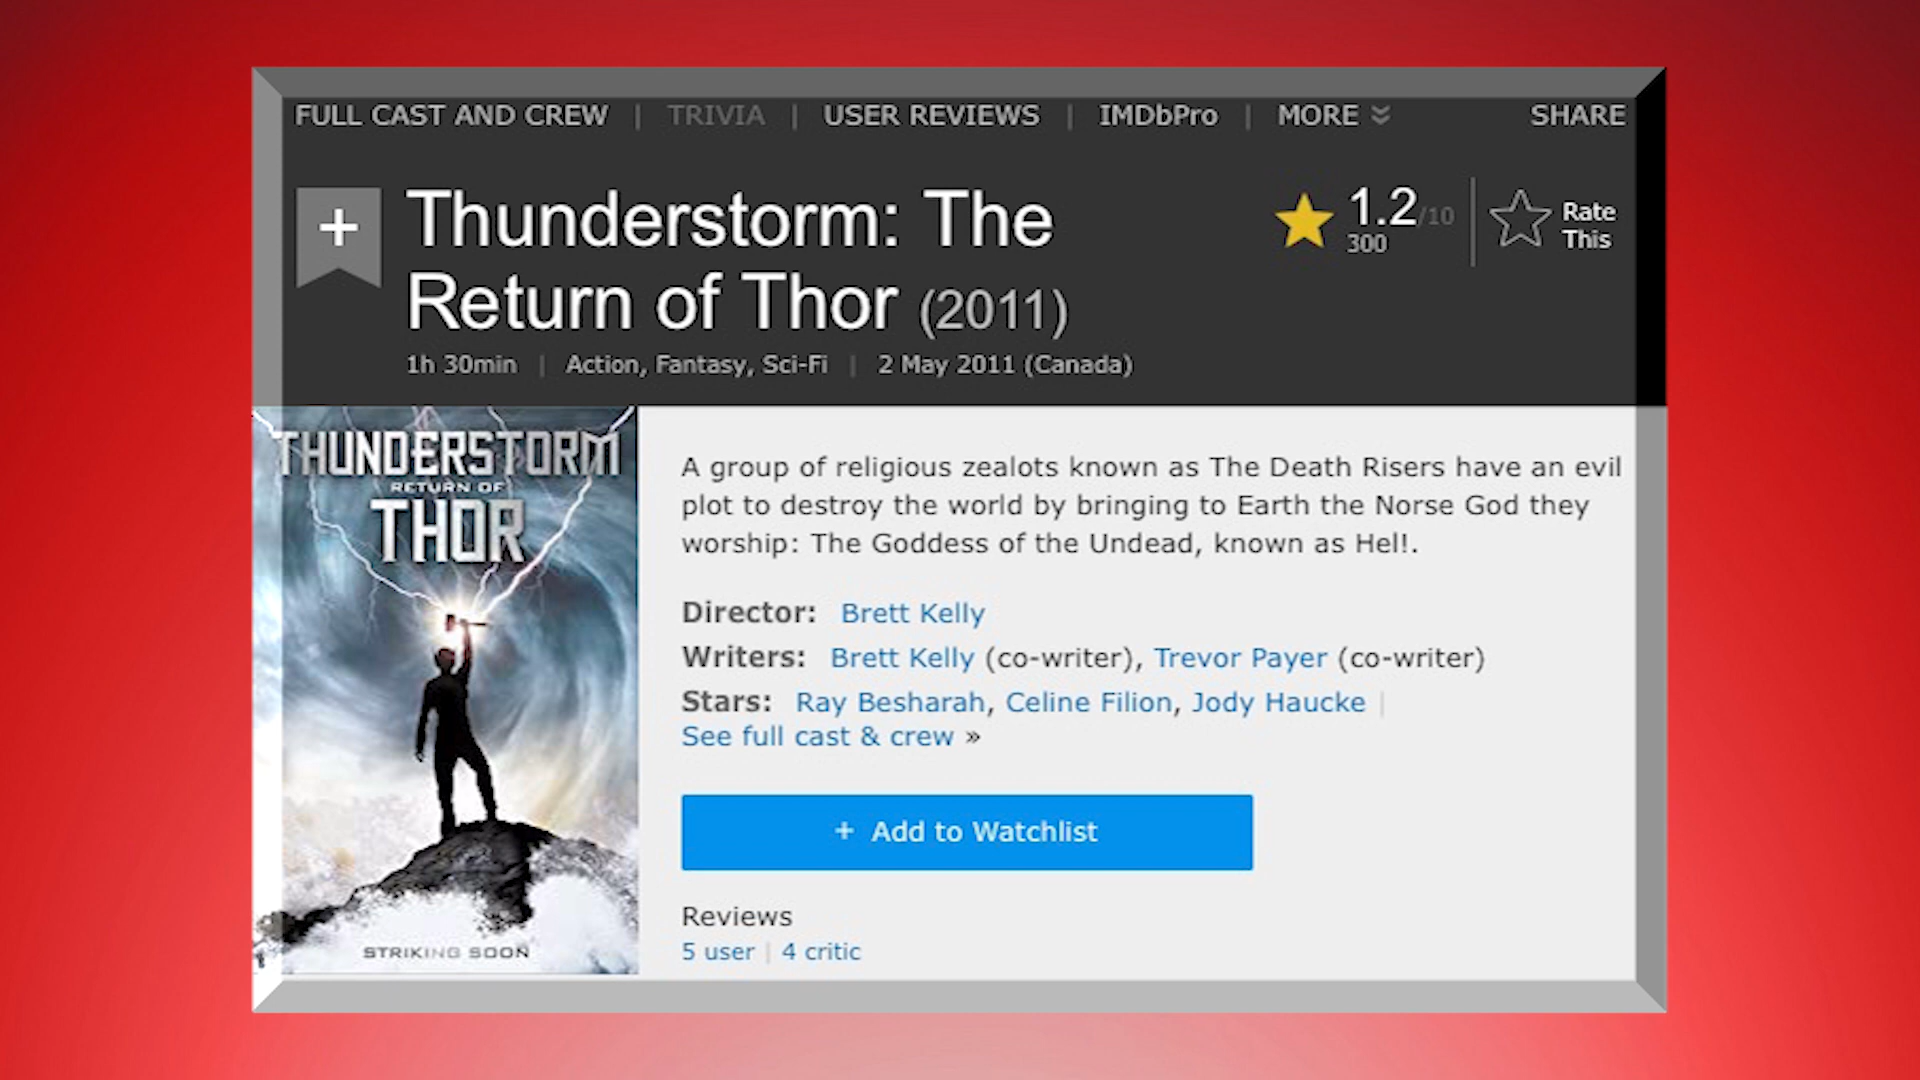 FULL CAST AND CREW | TRIVIA | USER REVIEWS | IMDbPro | MORE SHARE
+ Thunderstorm: The
Return of Thor (2011)
1.2/10
300
Rate
This
1h 30min | Action, Fantasy, Sci-Fi | 2 May 2011 (Canada)
THUNDERSTORM
RETURN OF
THOR
STRIKING SOON
A group of religious zealots known as The Death Risers have an evil
plot to destroy the world by bringing to Earth the Norse God they
worship: The Goddess of the Undead, known as Hel!.
Director: Brett Kelly
Writers: Brett Kelly (co-writer), Trevor Payer (co-writer)
Stars: Ray Besharah, Celine Filion, Jody Haucke |
See full cast & crew »
+ Add to Watchlist
Reviews
5 user | 4 critic